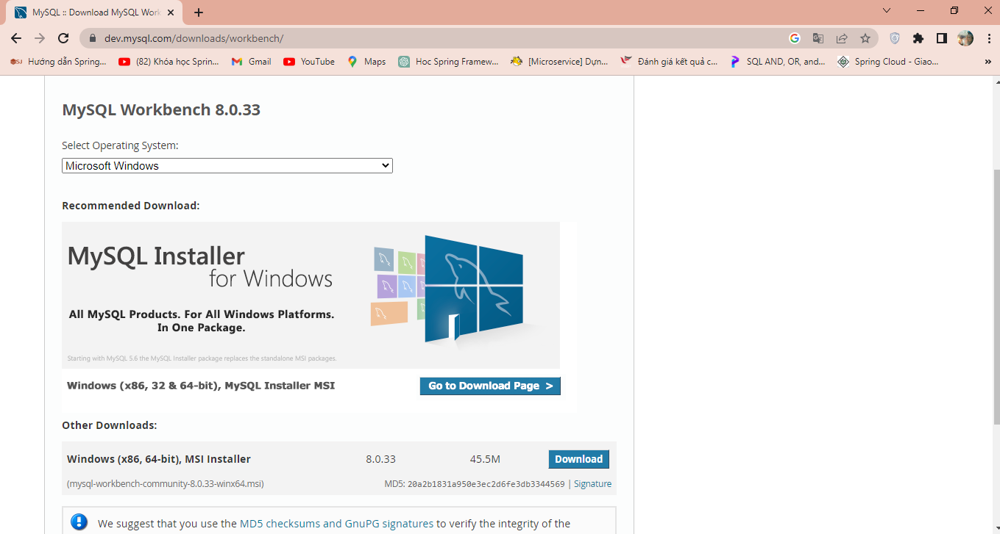 MySQL :: Download MySQL Work
dev.mysql.com/downloads/workbench/
Hướng dẫn Spring...
(82) Khóa học Sprin...
Gmail
YouTube
Maps
Hoc Spring Framew...
[Microservice] Dựn...
Đánh giá kết quả c...
SQL AND, OR, and...
Spring Cloud - Giao...
»
MySQL Workbench 8.0.33
Select Operating System:
Microsoft Windows
Recommended Download:
MySQL Installer
for Windows
All MySQL Products. For All Windows Platforms.
In One Package.
Starting with MySQL 5.6 the MySQL Installer package replaces the standalone MSI packages.
Windows (x86, 32 & 64-bit), MySQL Installer MSI
Go to Download Page >
Other Downloads:
Windows (x86, 64-bit), MSI Installer 8.0.33 45.5M Download
(mysql-workbench-community-8.0.33-winx64.msi) MD5: 20a2b1831a950e3ec2d6fe3db3344569 | Signature
We suggest that you use the MD5 checksums and GnuPG signatures to verify the integrity of the